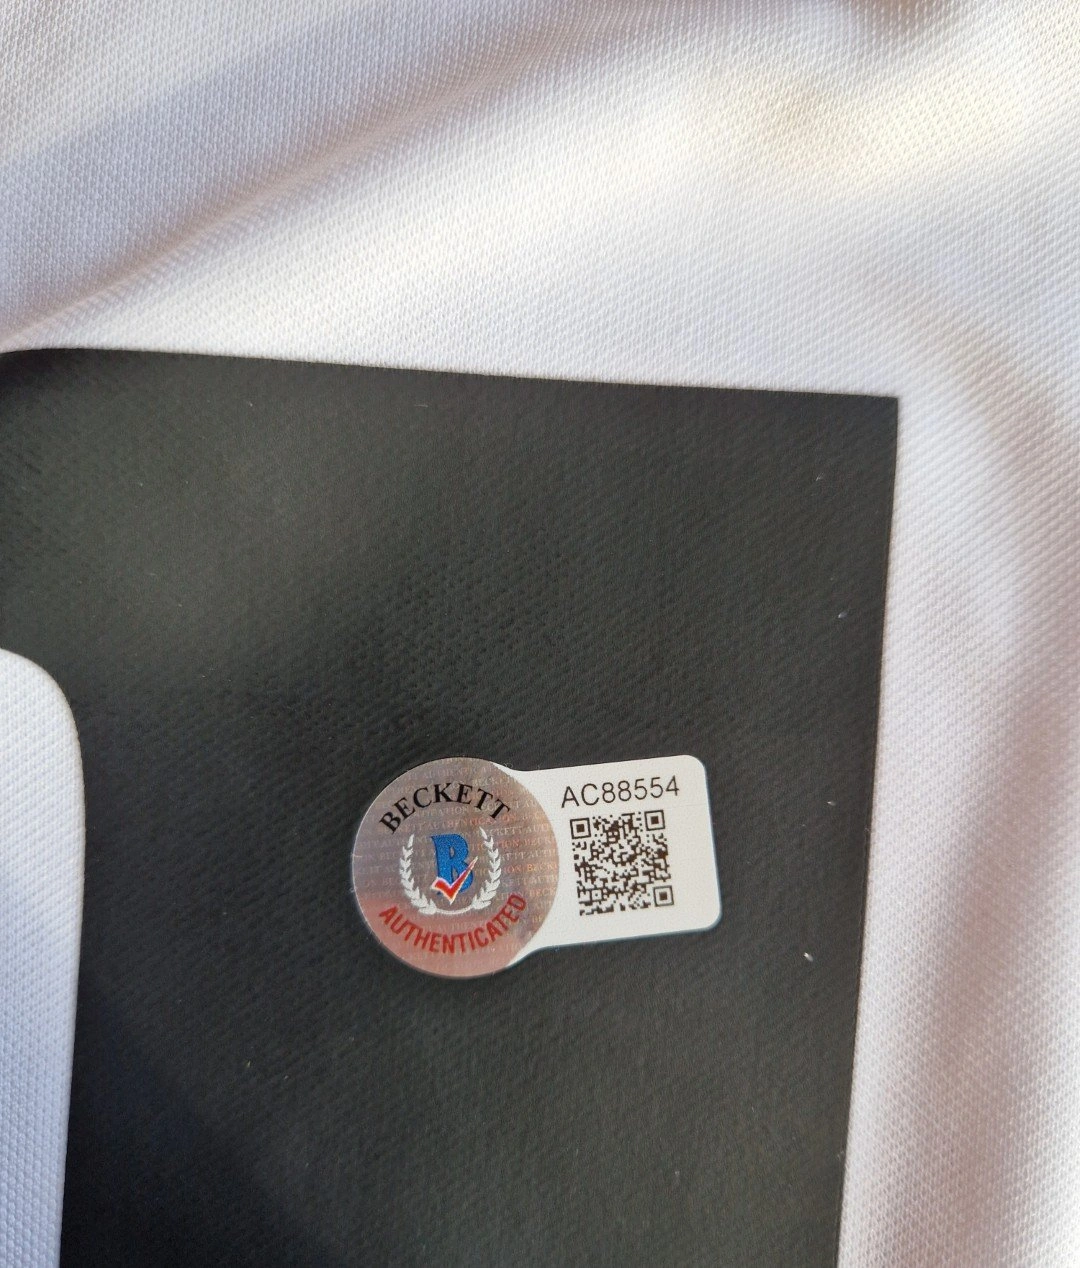 BECKETT
B
AUTHENTICATED
AC88554